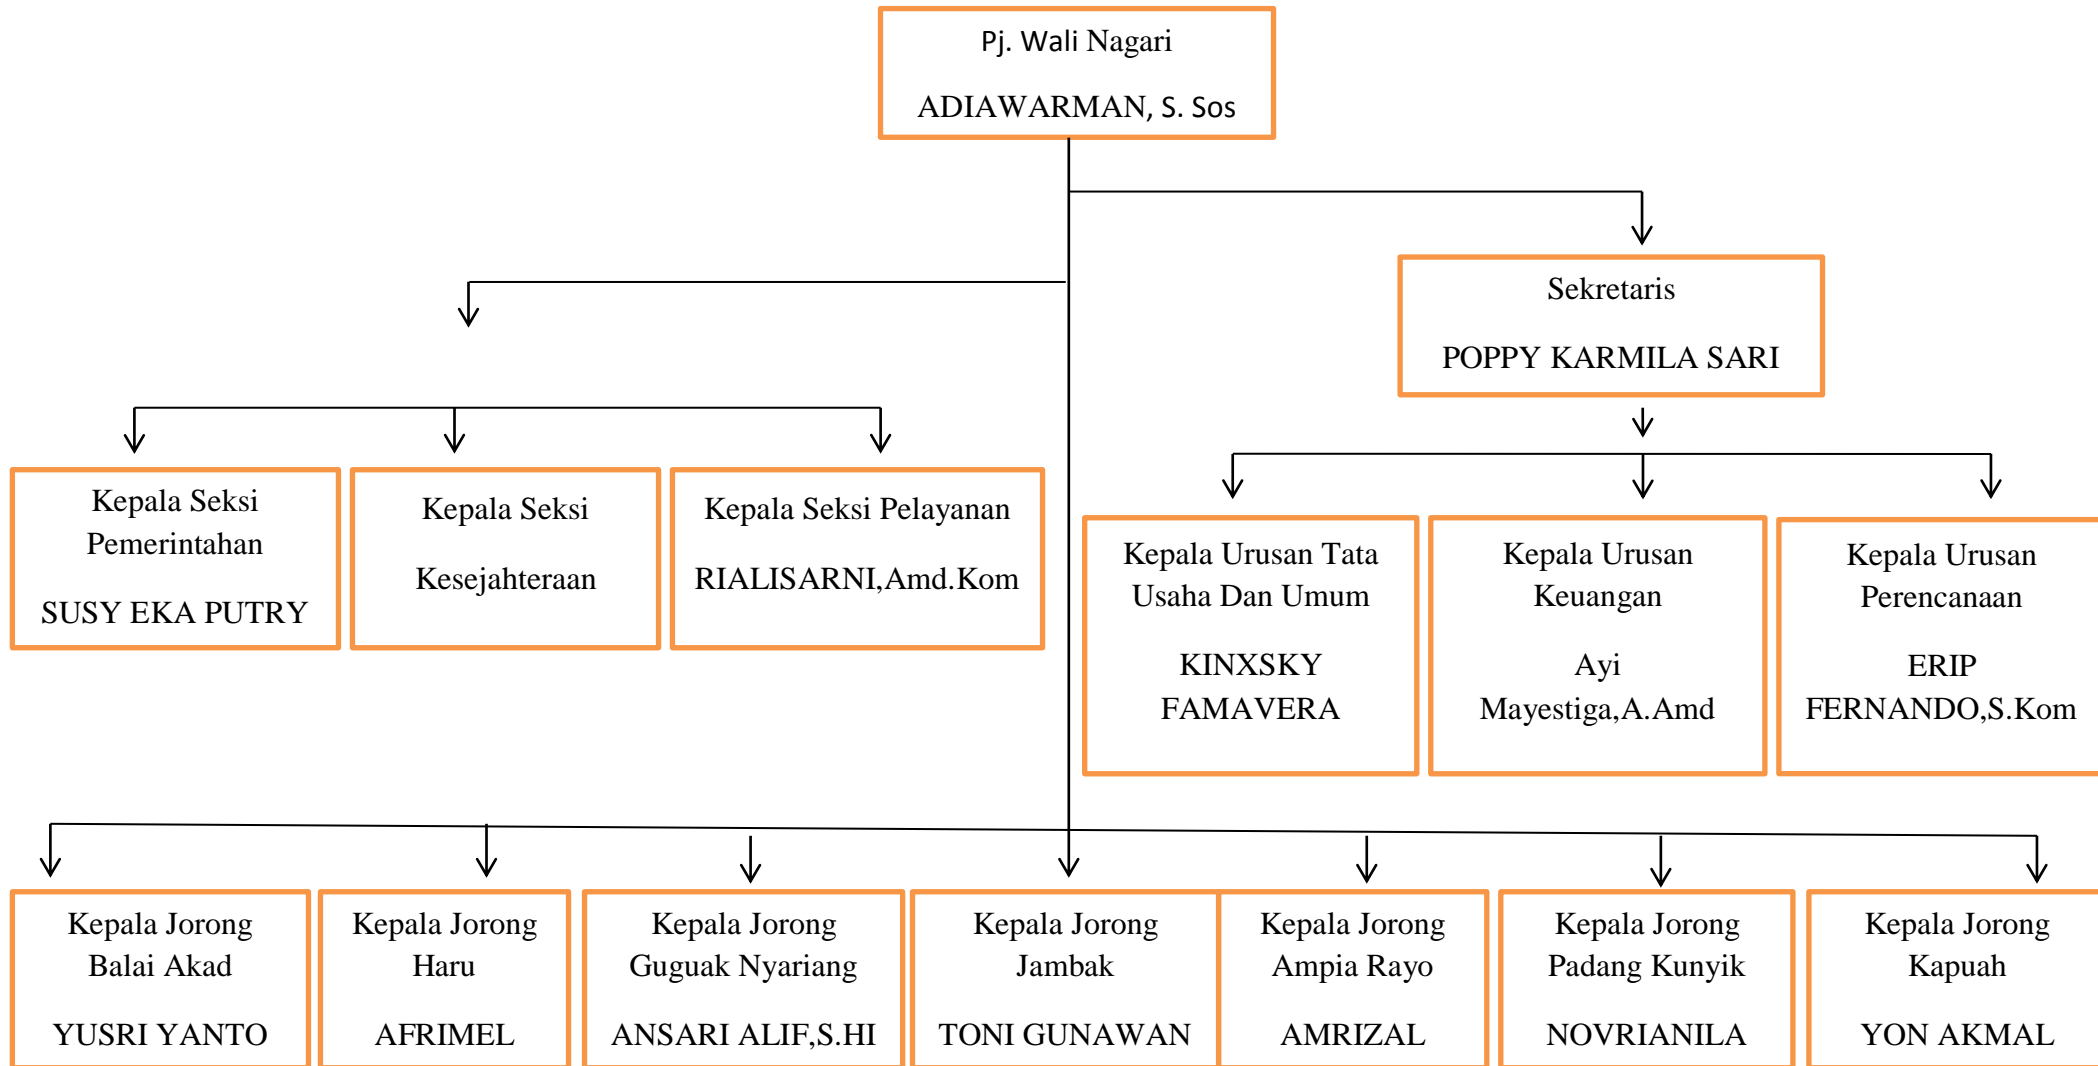 Pj. Wali Nagari
ADIAWARMAN, S. Sos
Sekretaris
POPPY KARMILA SARI
Kepala Seksi
Pemerintahan
SUSY EKA PUTRY
Kepala Seksi
Kesejahteraan
Kepala Seksi Pelayanan
RIALISARNI,Amd.Kom
Kepala Urusan Tata
Usaha Dan Umum
KINXSKY
FAMAVERA
Kepala Urusan
Keuangan
Ayi
Mayestiga,A.Amd
Kepala Urusan
Perencanaan
ERIP
FERNANDO,S.Kom
Kepala Jorong
Balai Akad
YUSRI YANTO
Kepala Jorong
Haru
AFRIMEL
Kepala Jorong
Guguak Nyariang
ANSARI ALIF,S.HI
Kepala Jorong
Jambak
TONI GUNAWAN
Kepala Jorong
Ampia Rayo
AMRIZAL
Kepala Jorong
Padang Kunyik
NOVRIANILA
Kepala Jorong
Kapuah
YON AKMAL